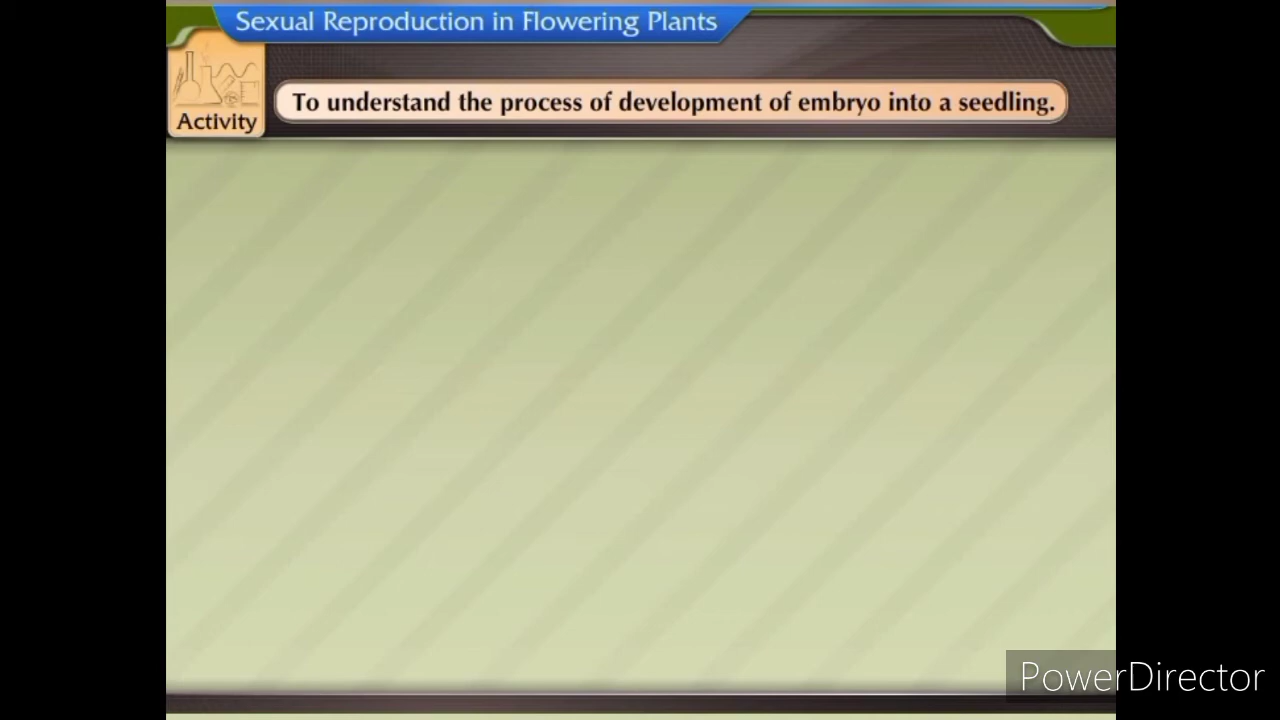 Sexual Reproduction in Flowering Plants
Activity
To understand the process of development of embryo into a seedling.
PowerDirector